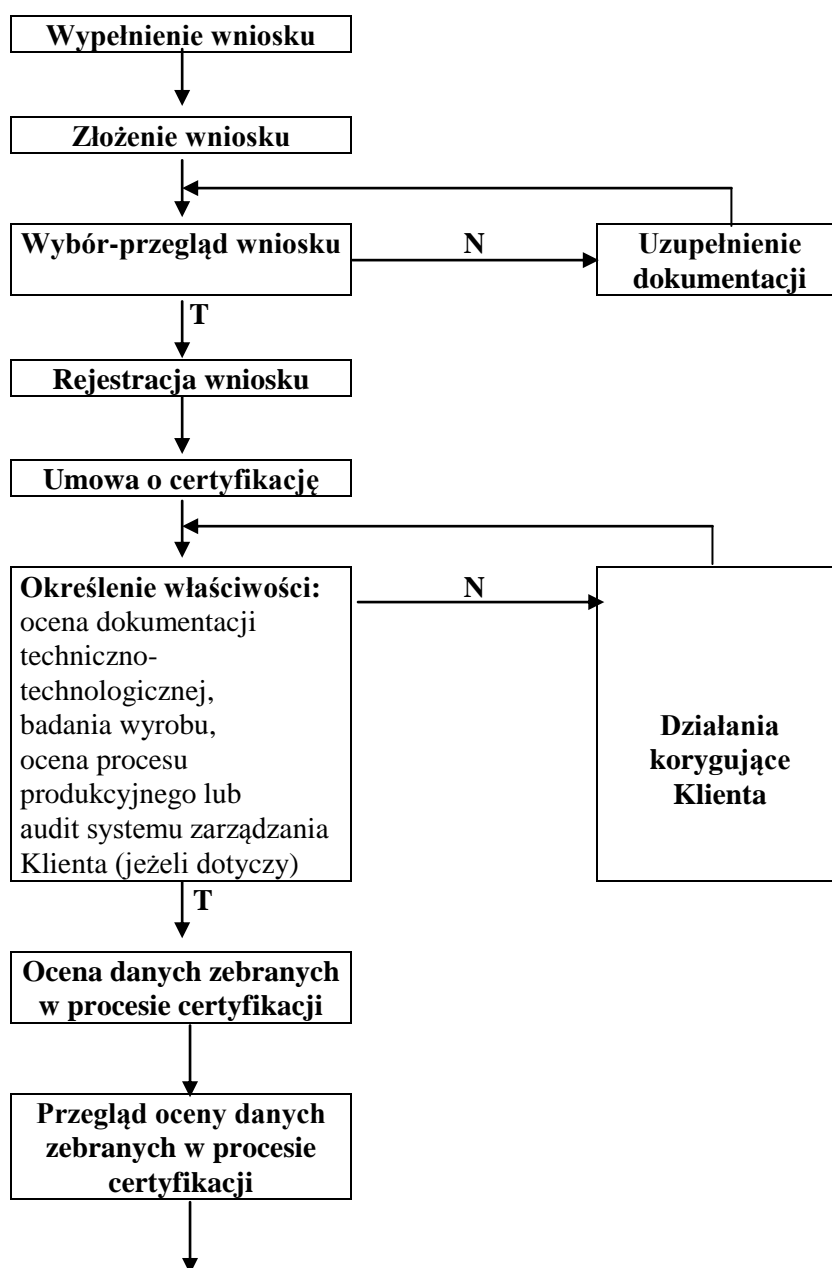 Wypełnienie wniosku
Złożenie wniosku
Wybór-przegląd wniosku
N
Uzupełnienie
dokumentacji
T
Rejestracja wniosku
Umowa o certyfikację
Określenie właściwości:
ocena dokumentacji
techniczno-
technologicznej,
badania wyrobu,
ocena procesu
produkcyjnego lub
audit systemu zarządzania
Klienta (jeżeli dotyczy)
N
Działania
korygujące
Klienta
T
Ocena danych zebranych
w procesie certyfikacji
Przegląd oceny danych
zebranych w procesie
certyfikacji